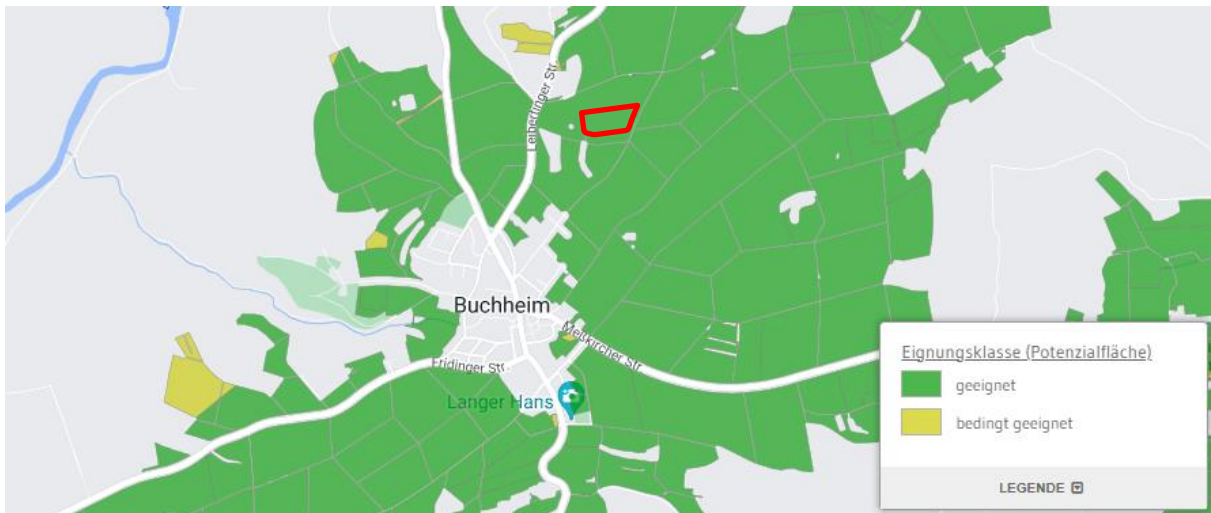 Leibertinger Str.
Buchheim
Meßkircher Str.
Fridinger Str.
Langer Hans
Eignungsklasse (Potenzialfläche)
geeignet
bedingt geeignet
LEGENDE